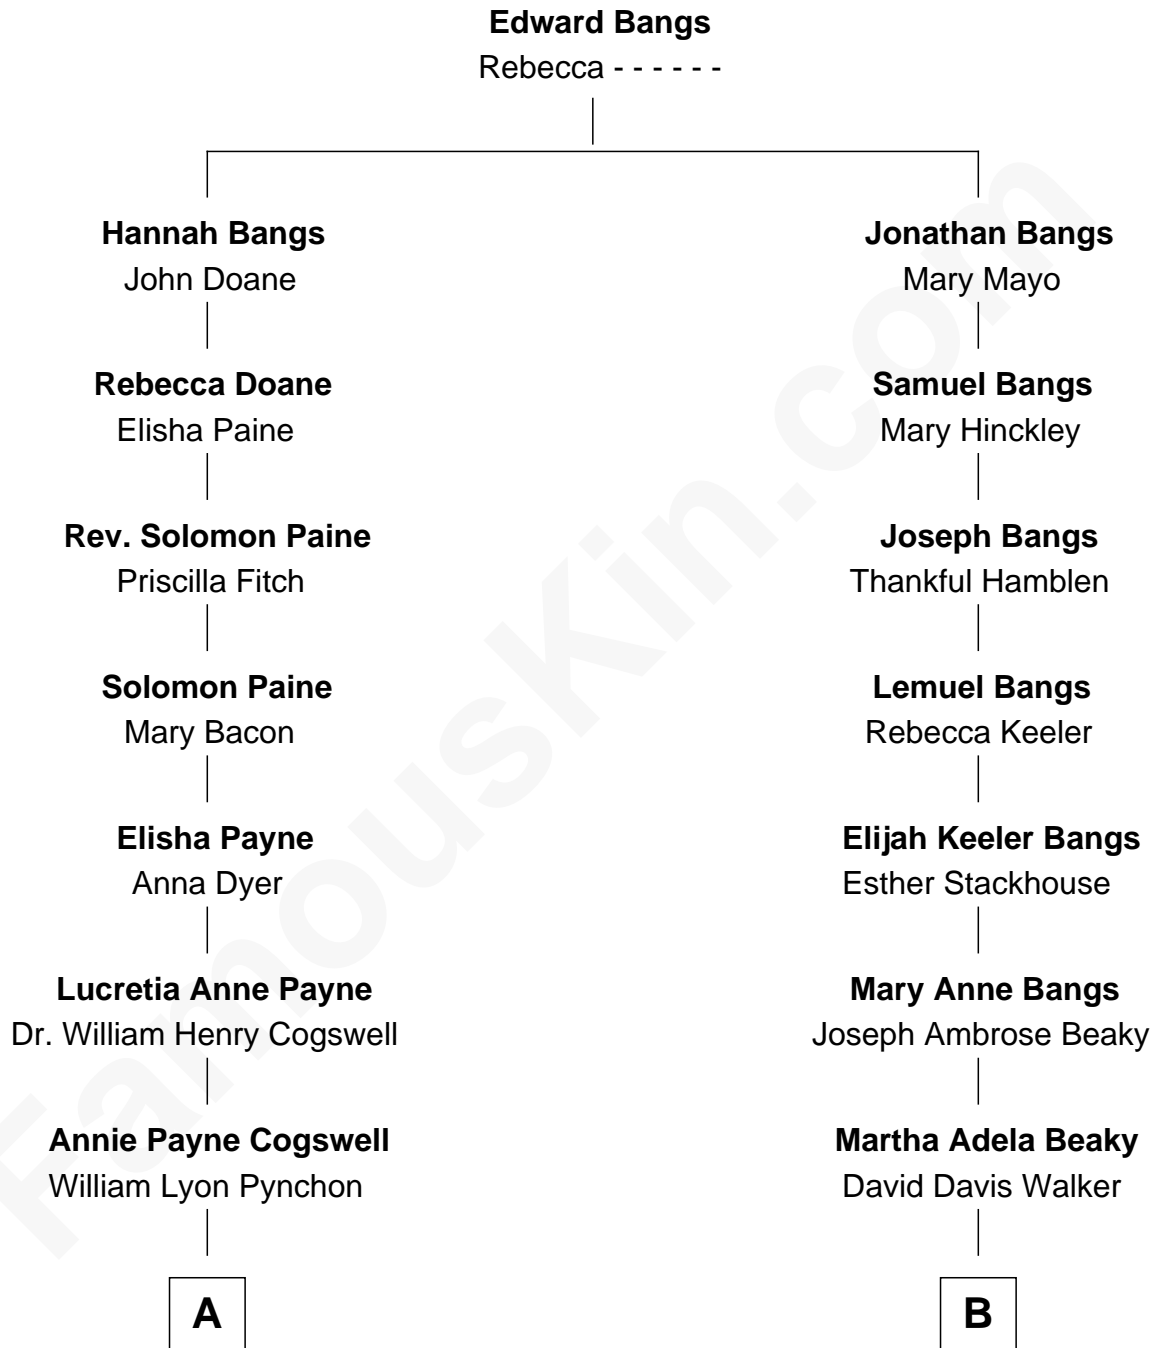 Edward Bangs
Rebecca - - - - - -
Hannah Bangs
John Doane
Rebecca Doane
Elisha Paine
Rev. Solomon Paine
Priscilla Fitch
Solomon Paine
Mary Bacon
Elisha Payne
Anna Dyer
Lucretia Anne Payne
Dr. William Henry Cogswell
Annie Payne Cogswell
William Lyon Pynchon
A
Jonathan Bangs
Mary Mayo
Samuel Bangs
Mary Hinckley
Joseph Bangs
Thankful Hamblen
Lemuel Bangs
Rebecca Keeler
Elijah Keeler Bangs
Esther Stackhouse
Mary Anne Bangs
Joseph Ambrose Beaky
Martha Adela Beaky
David Davis Walker
B
FamousKin.com